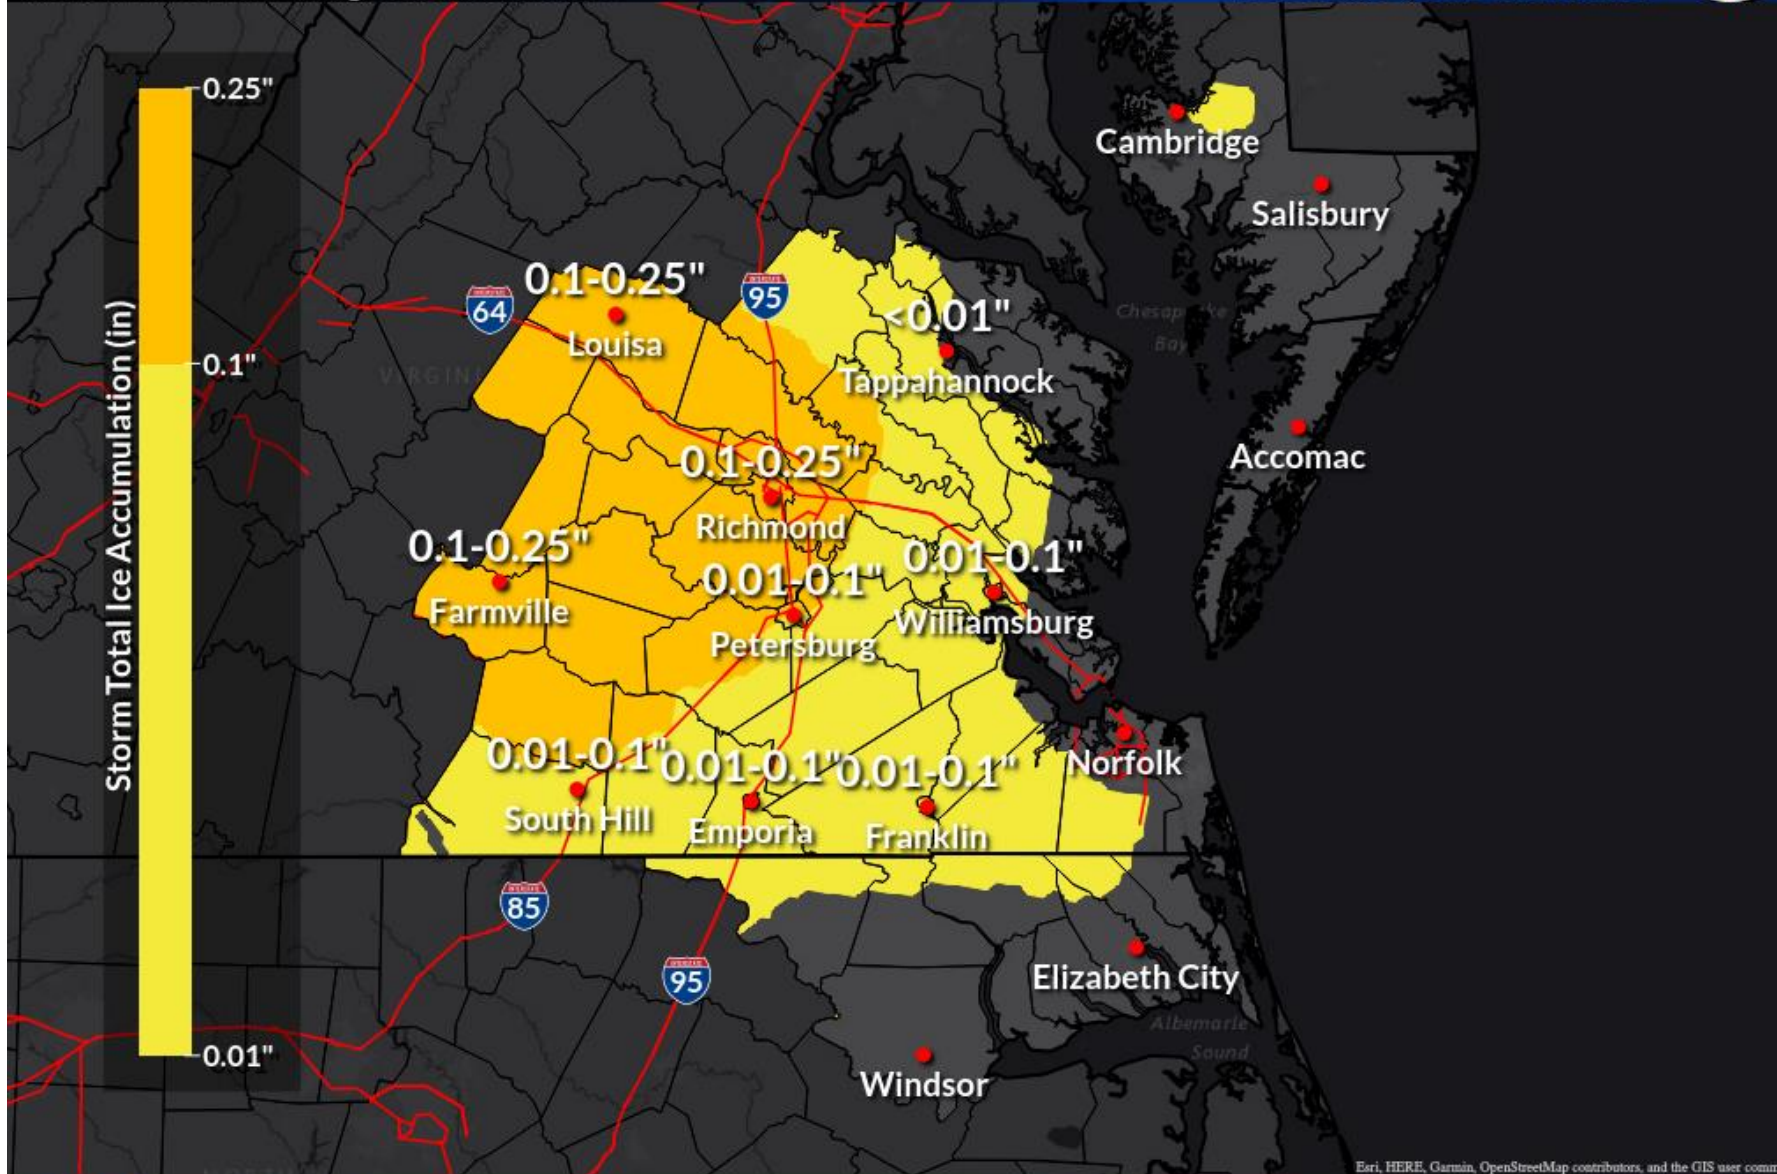 0.25"
Cambridge
Salisbury
0.1-0.25"
95
64
<0.01"
Chesapeake
Bay
Louisa
0.1"
VIRGINI
Tappahannock
0.1-0.25"
Accomac
Storm Total Ice Accumulation (in)
Richmond
0.1-0.25"
0.01-0.1"
0.01-0.1"
Farmville
Williamsburg
Petersburg
0.01-0.1"
0.01-0.1"
0.01-0.1"
Norfolk
South Hill
Emporia
Franklin
85
95
Elizabeth City
Albemarle
Sound
0.01"
Windsor
Esri, HERE, Garmin, OpenStreetMap contributors, and the GIS user com